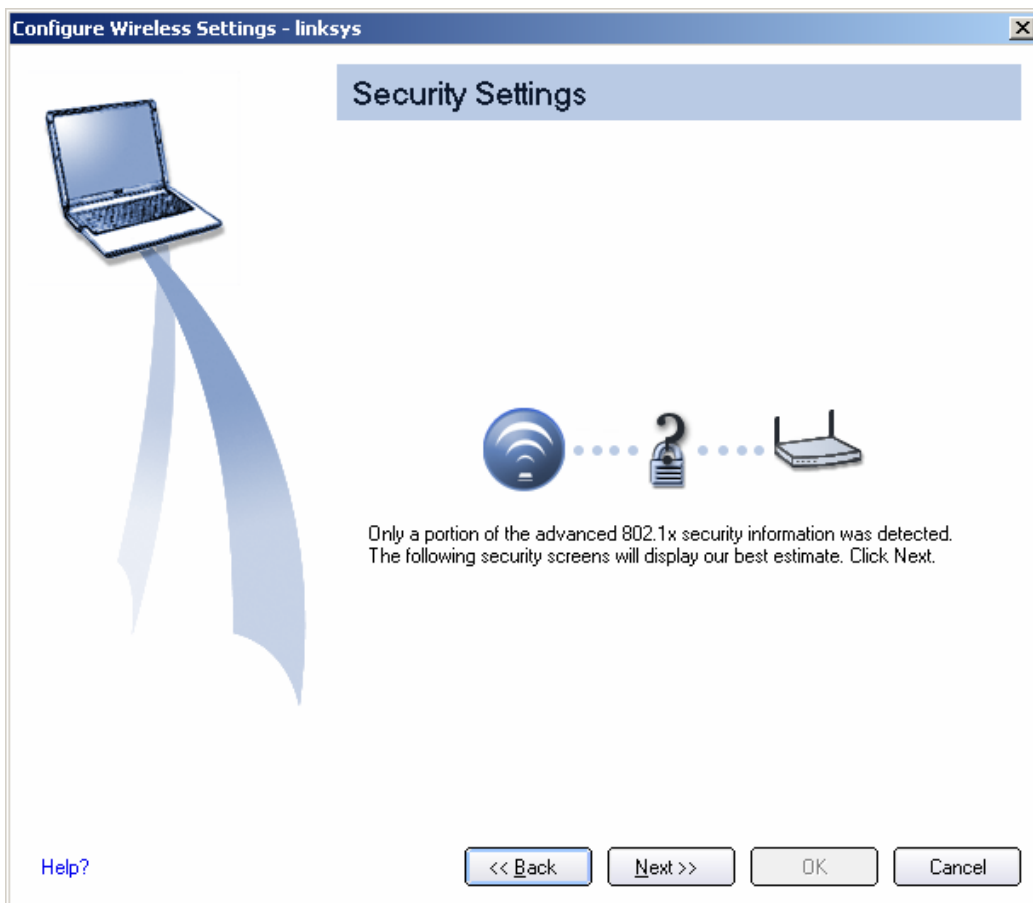 Configure Wireless Settings - linksys
Security Settings
Only a portion of the advanced 802.1x security information was detected.
The following security screens will display our best estimate. Click Next.
Help?
<< Back
Next >>
OK
Cancel